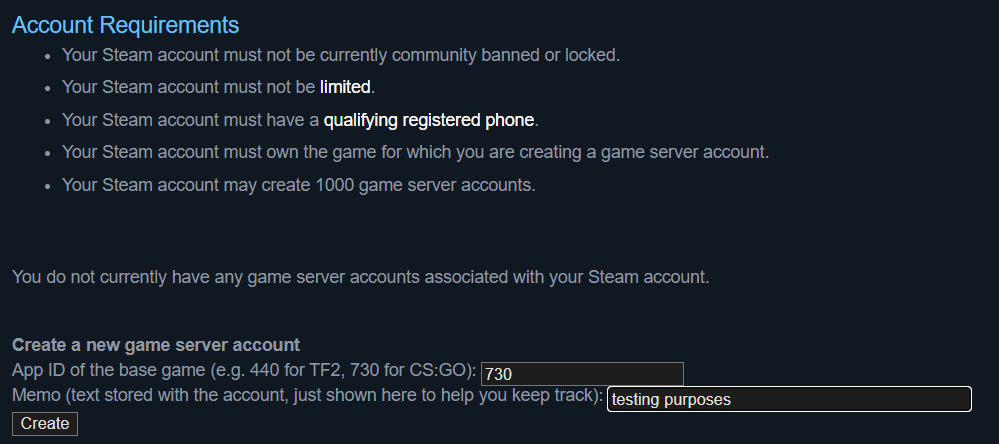 Account Requirements
• Your Steam account must not be currently community banned or locked.
• Your Steam account must not be limited.
• Your Steam account must have a qualifying registered phone.
• Your Steam account must own the game for which you are creating a game server account.
• Your Steam account may create 1000 game server accounts.
You do not currently have any game server accounts associated with your Steam account.
Create a new game server account
App ID of the base game (e.g. 440 for TF2, 730 for CS:GO): 730
Memo (text stored with the account, just shown here to help you keep track): testing purposes
Create